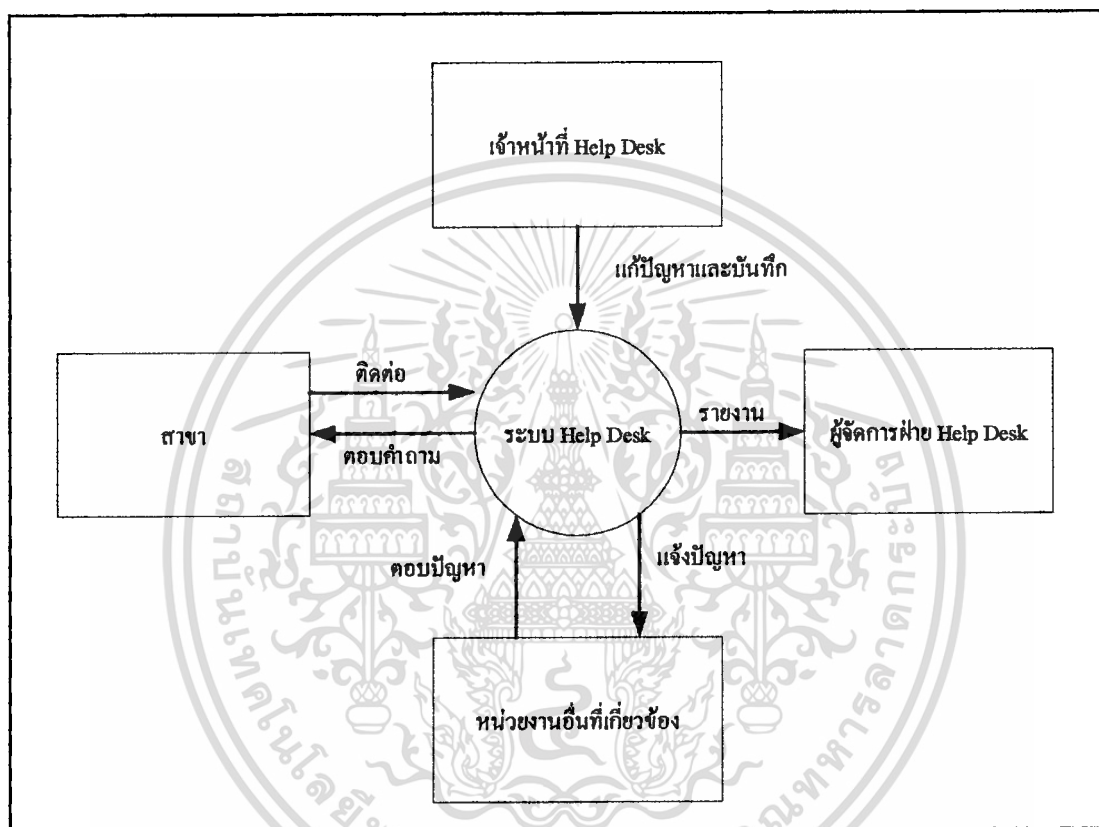 เจ้าหน้าที่ Help Desk
แก้ปัญหาและบันทึก
ติดต่อ
สาขา
ตอบคำถาม
ระบบ Help Desk
รายงาน
ผู้จัดการฝ่าย Help Desk
ตอบปัญหา
แจ้งปัญหา
หน่วยงานอื่นที่เกี่ยวข้อง